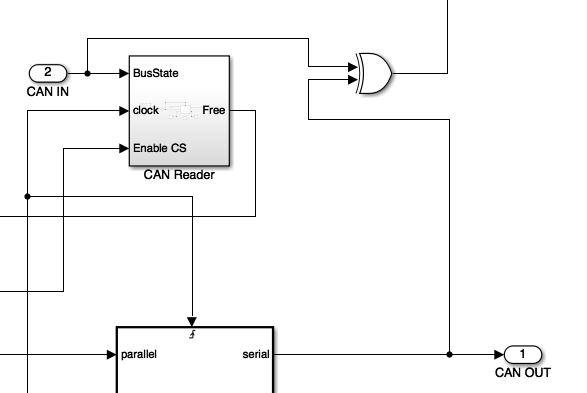 2
CAN IN
BusState
clock
Free
Enable CS
CAN Reader
parallel
serial
1
CAN OUT